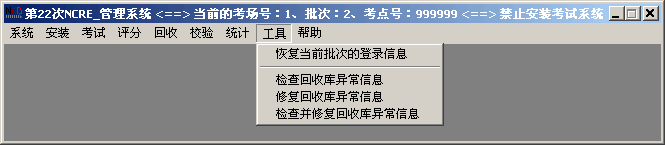 第22次NCRE_管理系统 <==> 当前的考场号：1、批次：2、考点号：999999 <==> 禁止安装考试系统
系统 安装 考试 评分 回收 校验 统计 工具 帮助
恢复当前批次的登录信息
检查回收库异常信息
修复回收库异常信息
检查并修复回收库异常信息